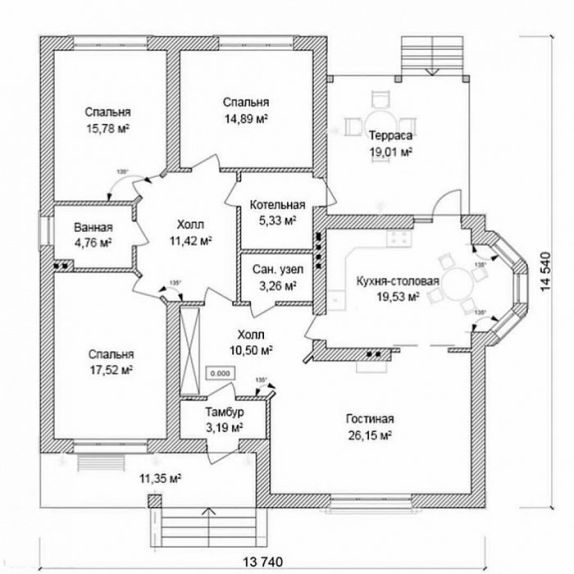 Спальня
15,78 м²
Спальня
14,89 м²
Терраса
19,01 м²
135°
Котельная
5,33 м²
Холл
11,42 м²
Ванная
4,76 м²
Сан. узел
3,26 м²
Кухня-столовая
19,53 м²
135°
135°
135°
14 540
Спальня
17,52 м²
Холл
10,50 м²
0.000
135°
Тамбур
3,19 м²
Гостиная
26,15 м²
11,35 м²
13 740